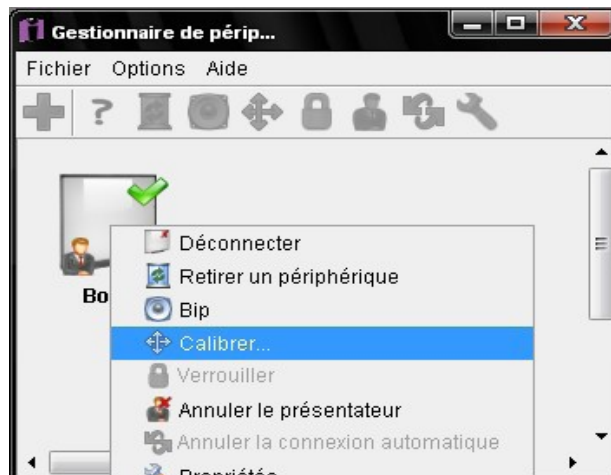 Gestionnaire de périp...
Fichier Options Aide
Bo
Déconnecter
Retirer un périphérique
Bip
Calibrer...
Verrouiller
Annuler le présentateur
Annuler la connexion automatique
Propriétés